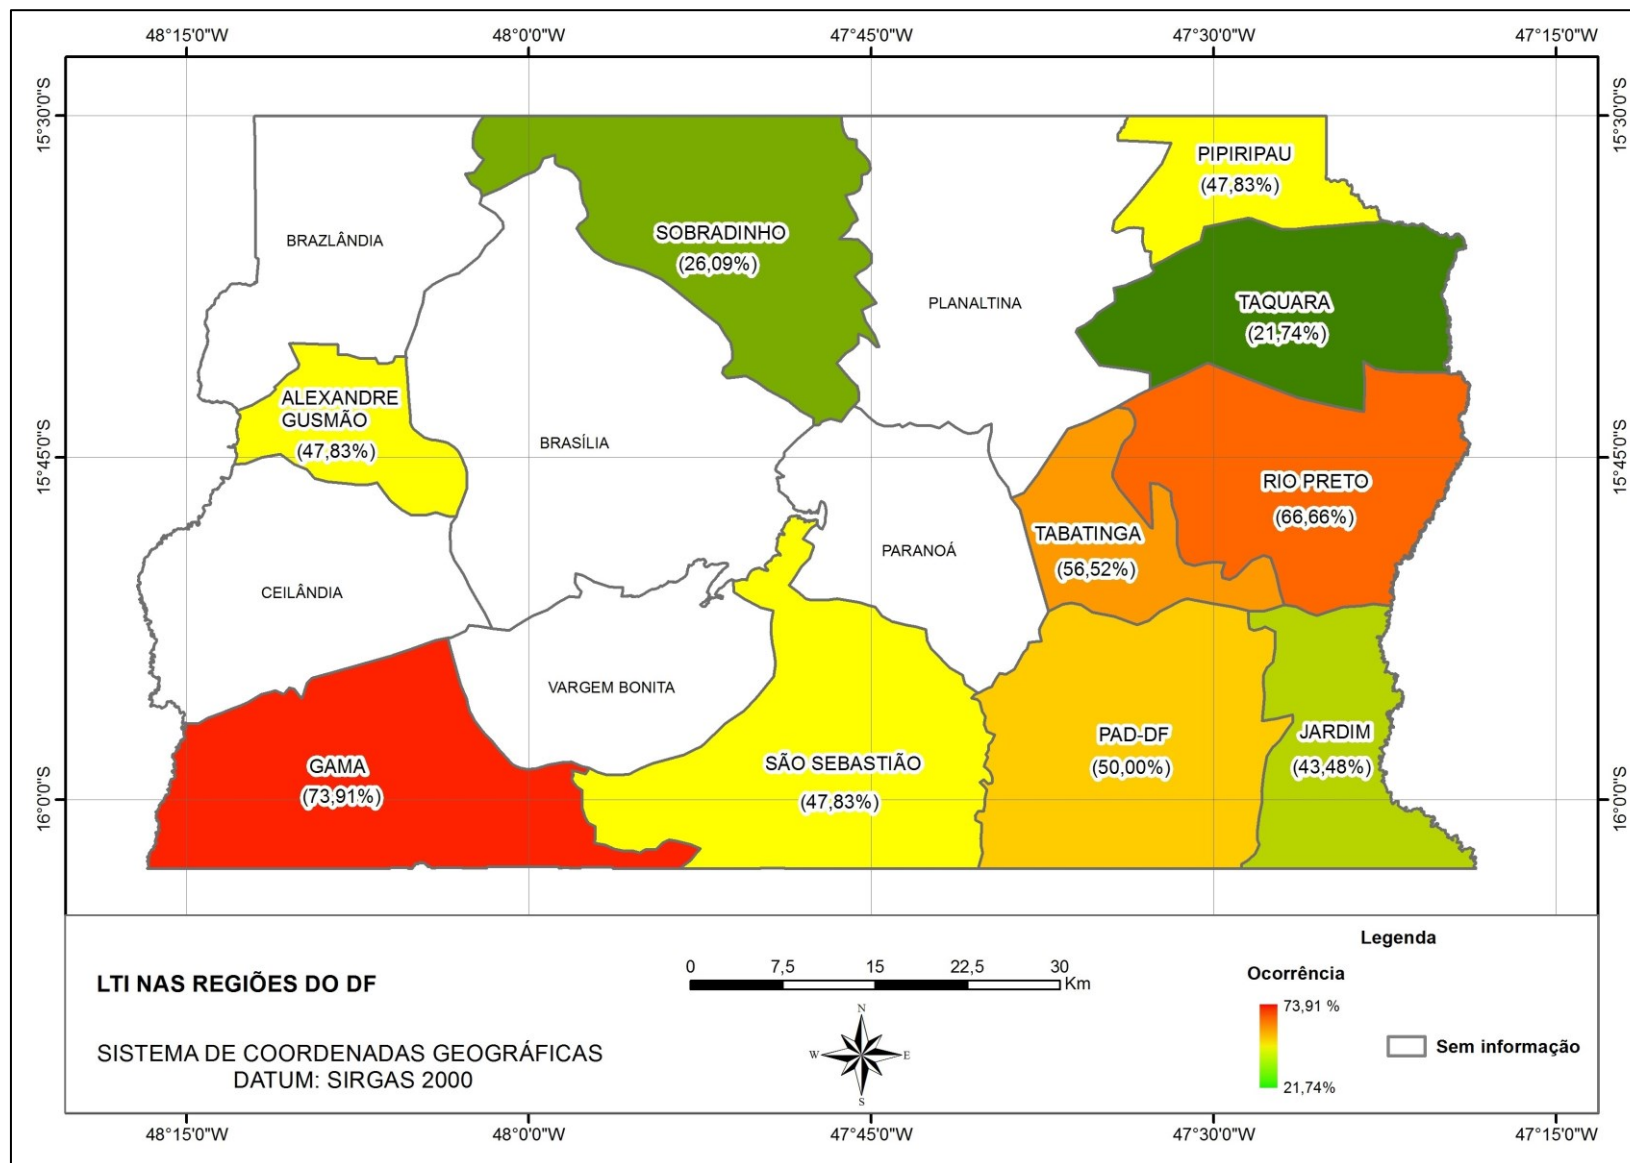 48°15'0"W 48°0'0"W 47°45'0"W 47°30'0"W 47°15'0"W
15°30'0"S
15°30'0"S
PIPIRIPAU
(47,83%)
SOBRADINHO
(26,09%)
BRAZLÂNDIA
PLANALTINA
TAQUARA
(21,74%)
ALEXANDRE
GUSMÃO
(47,83%)
BRASÍLIA
15°45'0"S
15°45'0"S
RIO PRETO
(66,66%)
TABATINGA
(56,52%)
PARANOÁ
CEILÂNDIA
VARGEM BONITA
GAMA
(73,91%)
SÃO SEBASTIÃO
(47,83%)
PAD-DF
(50,00%)
JARDIM
(43,48%)
16°0'0"S
16°0'0"S
LTI NAS REGIÕES DO DF
SISTEMA DE COORDENADAS GEOGRÁFICAS
DATUM: SIRGAS 2000
0 7,5 15 22,5 30
Km
N
W E
S
Legenda
Ocorrência
73,91 %
21,74%
Sem informação
48°15'0"W 48°0'0"W 47°45'0"W 47°30'0"W 47°15'0"W